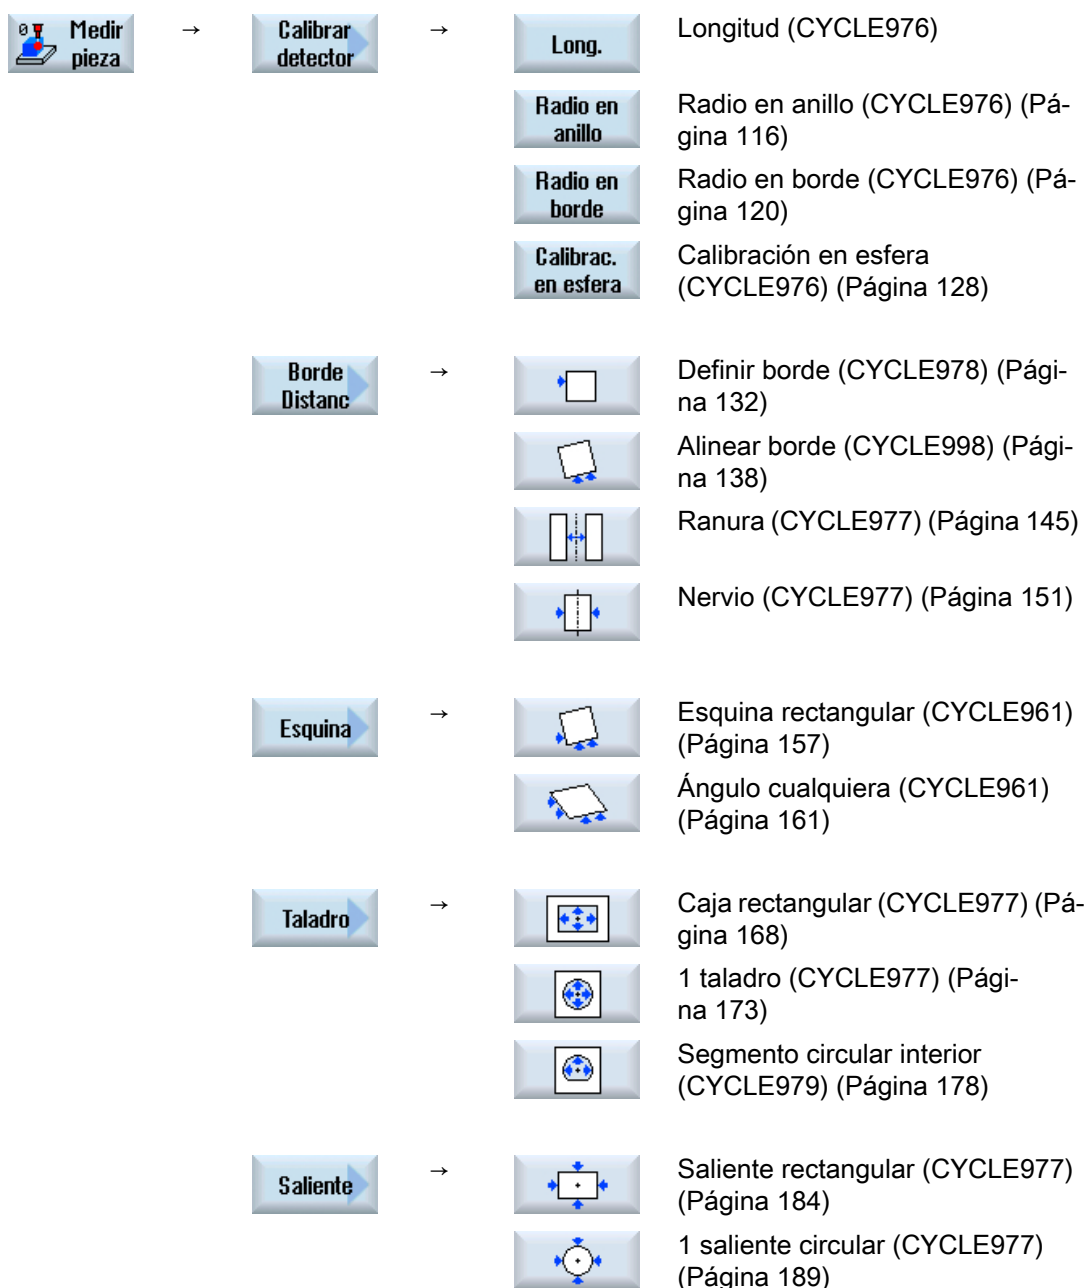 Medir
pieza
→
Calibrar
detector
→
Long.
Longitud (CYCLE976)
Radio en
anillo
Radio en anillo (CYCLE976) (Pá-
gina 116)
Radio en
borde
Radio en borde (CYCLE976) (Pá-
gina 120)
Calibrac.
en esfera
Calibración en esfera
(CYCLE976) (Página 128)
Borde
Distanc
→
Definir borde (CYCLE978) (Pági-
na 132)
Alinear borde (CYCLE998) (Pági-
na 138)
Ranura (CYCLE977) (Página 145)
Nervio (CYCLE977) (Página 151)
Esquina
→
Esquina rectangular (CYCLE961)
(Página 157)
Ángulo cualquiera (CYCLE961)
(Página 161)
Taladro
→
Caja rectangular (CYCLE977) (Pá-
gina 168)
1 taladro (CYCLE977) (Pági-
na 173)
Segmento circular interior
(CYCLE979) (Página 178)
Saliente
→
Saliente rectangular (CYCLE977)
(Página 184)
1 saliente circular (CYCLE977)
(Página 189)